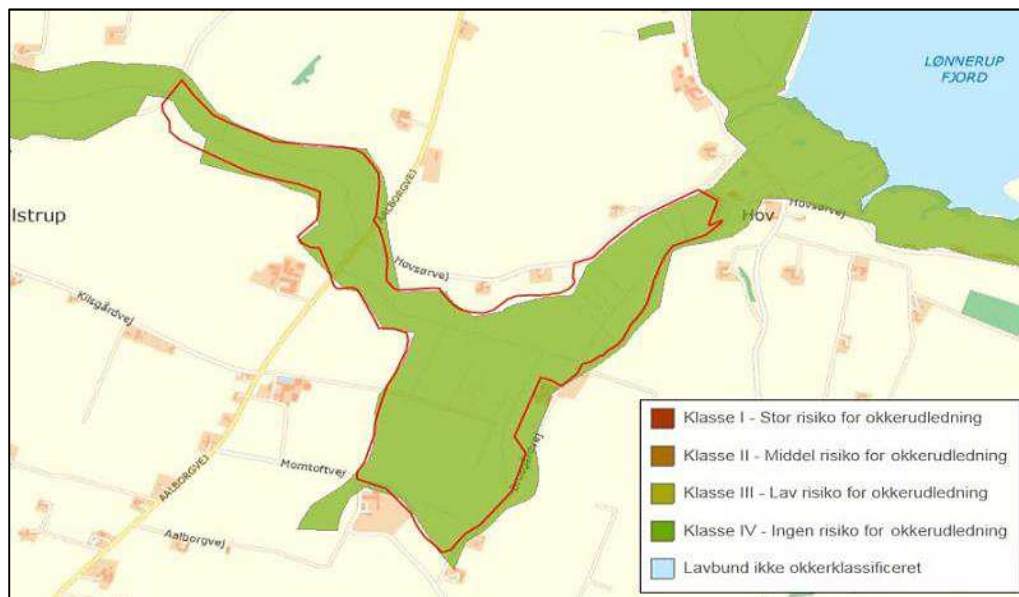 LØNNERUP
FJORD
lstrup
AALBORGVEJ
Hov
Hovsørvej
Hovsørvej
Kilsgårdvej
Klasse I - Stor risiko for okkerudledning
Klasse II - Middel risiko for okkerudledning
Momtoftvej
AALBORGVEJ
Klasse III - Lav risiko for okkerudledning
Aalborgvej
Klasse IV - Ingen risiko for okkerudledning
Lavbund ikke okkerklassificeret